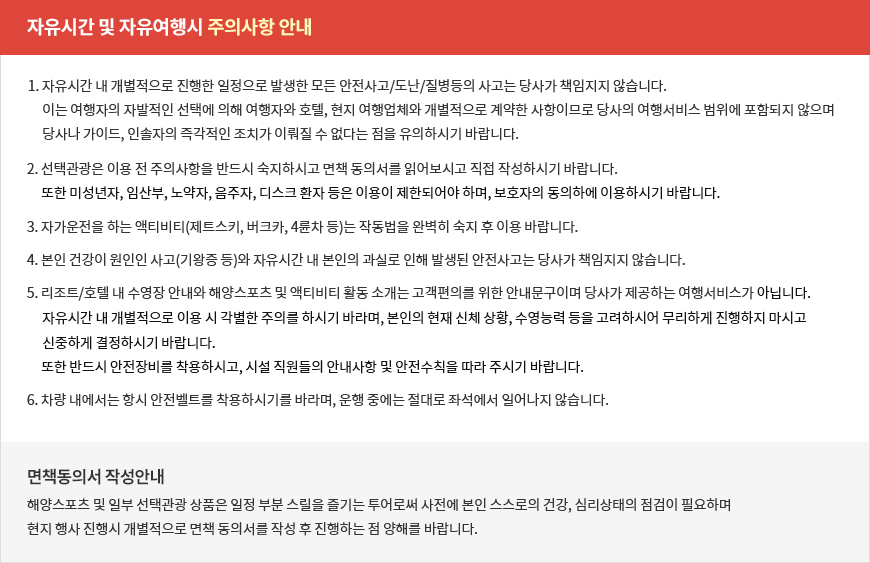 자유시간 및 자유여행시 주의사항 안내
1. 자유시간 내 개별적으로 진행한 일정으로 발생한 모든 안전사고/도난/질병등의 사고는 당사가 책임지지 않습니다.
이는 여행자의 자발적인 선택에 의해 여행자와 호텔, 현지 여행업체와 개별적으로 계약한 사항이므로 당사의 여행서비스 범위에 포함되지 않으며
당사나 가이드, 인솔자의 즉각적인 조치가 이뤄질 수 없다는 점을 유의하시기 바랍니다.
2. 선택관광은 이용 전 주의사항을 반드시 숙지하시고 면책 동의서를 읽어보시고 직접 작성하시기 바랍니다.
또한 미성년자, 임산부, 노약자, 음주자, 디스크 환자 등은 이용이 제한되어야 하며, 보호자의 동의하에 이용하시기 바랍니다.
3. 자가운전을 하는 액티비티(제트스키, 버크카, 4륜차 등)는 작동법을 완벽히 숙지 후 이용 바랍니다.
4. 본인 건강이 원인인 사고(기왕증 등)와 자유시간 내 본인의 과실로 인해 발생된 안전사고는 당사가 책임지지 않습니다.
5. 리조트/호텔 내 수영장 안내와 해양스포츠 및 액티비티 활동 소개는 고객편의를 위한 안내문구이며 당사가 제공하는 여행서비스가 아닙니다.
자유시간 내 개별적으로 이용 시 각별한 주의를 하시기 바라며, 본인의 현재 신체 상황, 수영능력 등을 고려하시어 무리하게 진행하지 마시고
신중하게 결정하시기 바랍니다.
또한 반드시 안전장비를 착용하시고, 시설 직원들의 안내사항 및 안전수칙을 따라 주시기 바랍니다.
6. 차량 내에서는 항시 안전벨트를 착용하시기를 바라며, 운행 중에는 절대로 좌석에서 일어나지 않습니다.
면책동의서 작성안내
해양스포츠 및 일부 선택관광 상품은 일정 부분 스릴을 즐기는 투어로써 사전에 본인 스스로의 건강, 심리상태의 점검이 필요하며
현지 행사 진행시 개별적으로 면책 동의서를 작성 후 진행하는 점 양해를 바랍니다.